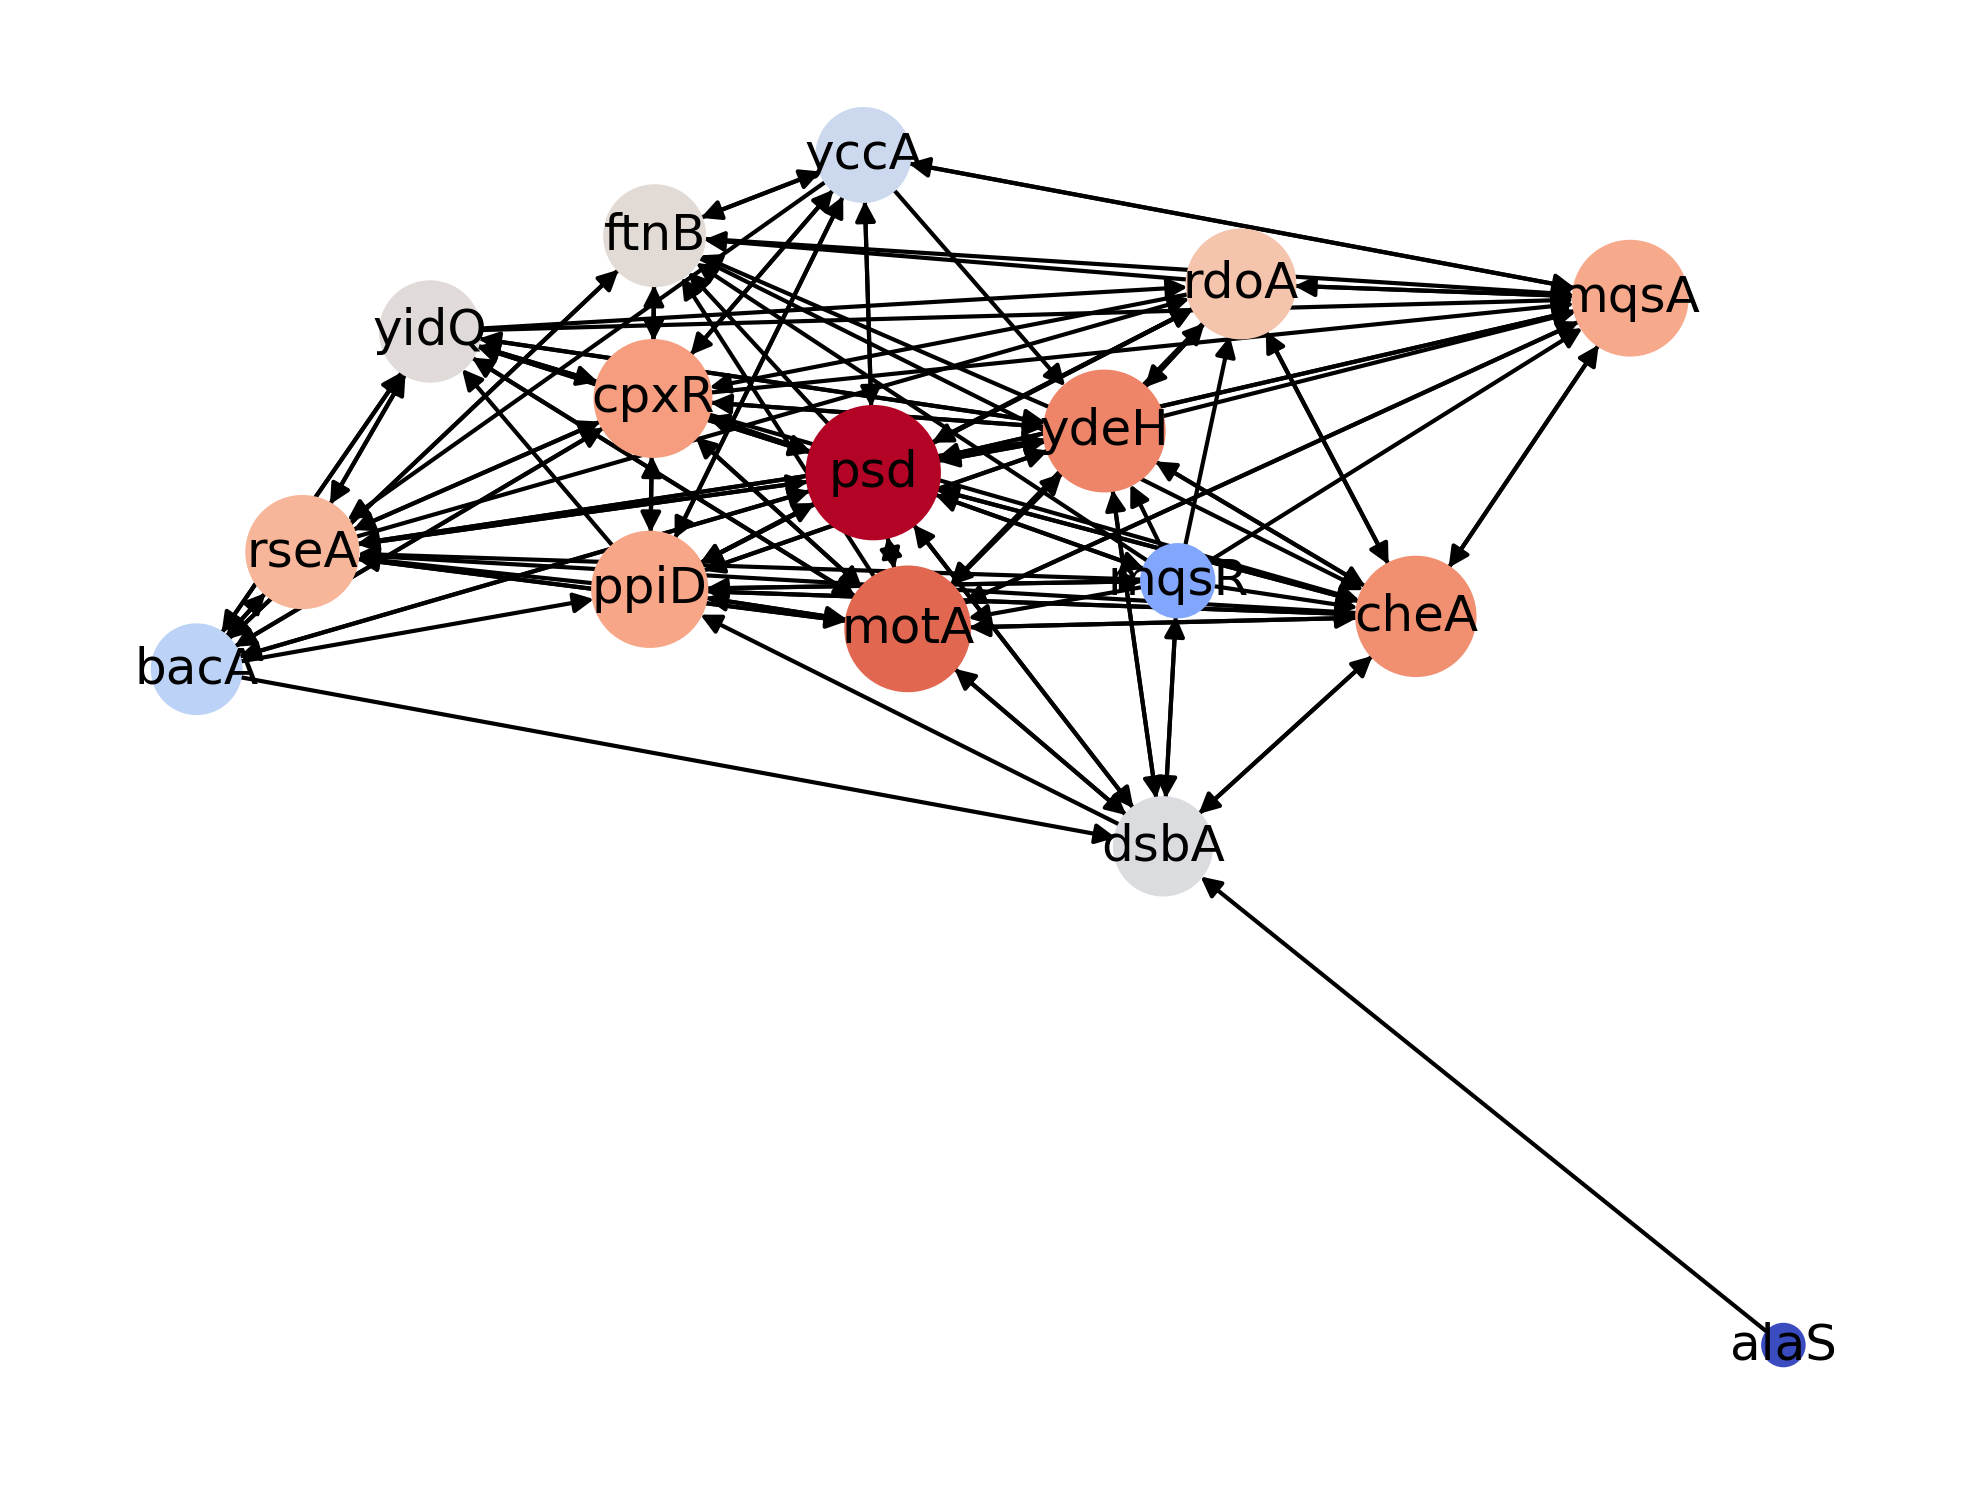 yccA
ftnB
rdoA
mqsA
yidQ
cpxR
ydeH
psd
rseA
ppiD
mqsR
motA
cheA
bacA
dsbA
alaS